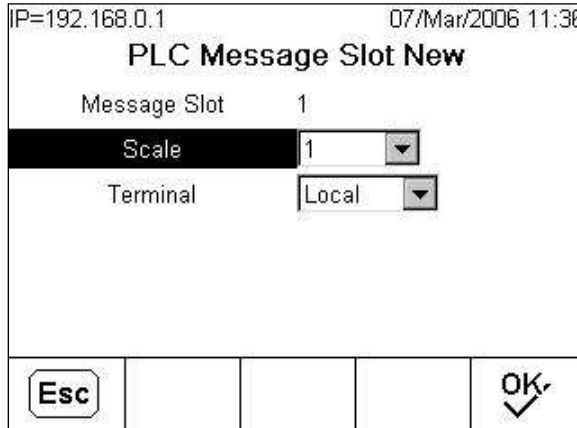 IP=192.168.0.1 07/Mar/2006 11:36
PLC Message Slot New
Message Slot 1
Scale 1
Terminal Local
Esc OK